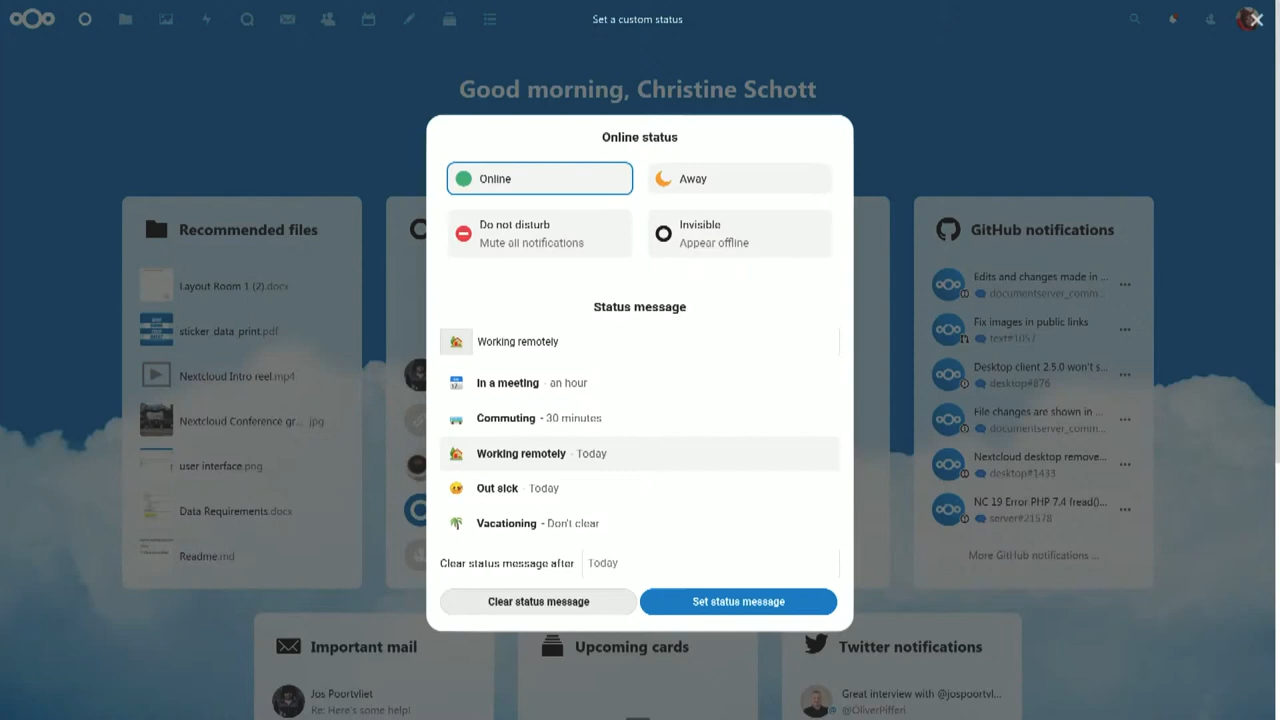 Set a custom status
Good morning, Christine Schott
Online status
Online
Away
Do not disturb
Mute all notifications
Invisible
Appear offline
Status message
Working remotely
In a meeting - an hour
Commuting - 30 minutes
Working remotely - Today
Out sick - Today
Vacationing - Don't clear
Clear status message after
Today
Clear status message
Set status message
Recommended files
Layout Room 1 (2).docx
sticker data print.pdf
Nextcloud Intro reel.mp4
Nextcloud Conference gr... .jpg
user interface.png
Data Requirements.docx
Readme.md
GitHub notifications
Edits and changes made in ...
documentserver_comm...
Fix images in public links
text#1057
Desktop client 2.5.0 won't s...
desktop#876
File changes are shown in ...
documentserver_comm...
Nextcloud desktop remove...
desktop#1433
NC 19 Error PHP 7.4 fread()...
server#21578
More GitHub notifications ...
Important mail
Jos Poortvliet
Re: Here's some help!
Upcoming cards
Twitter notifications
Great interview with @jospoortvl...
@OliverPifferi